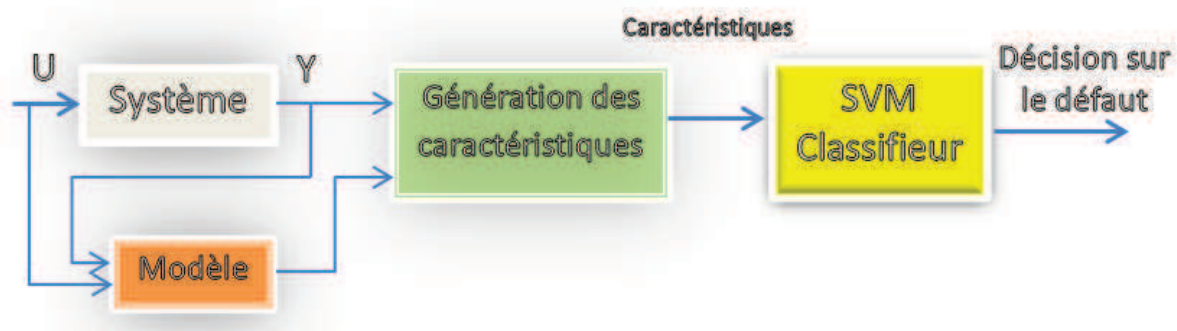 Caractéristiques
U
Système
Y
Génération des
caractéristiques
SVM
Classifieur
Décision sur
le défaut
Modèle